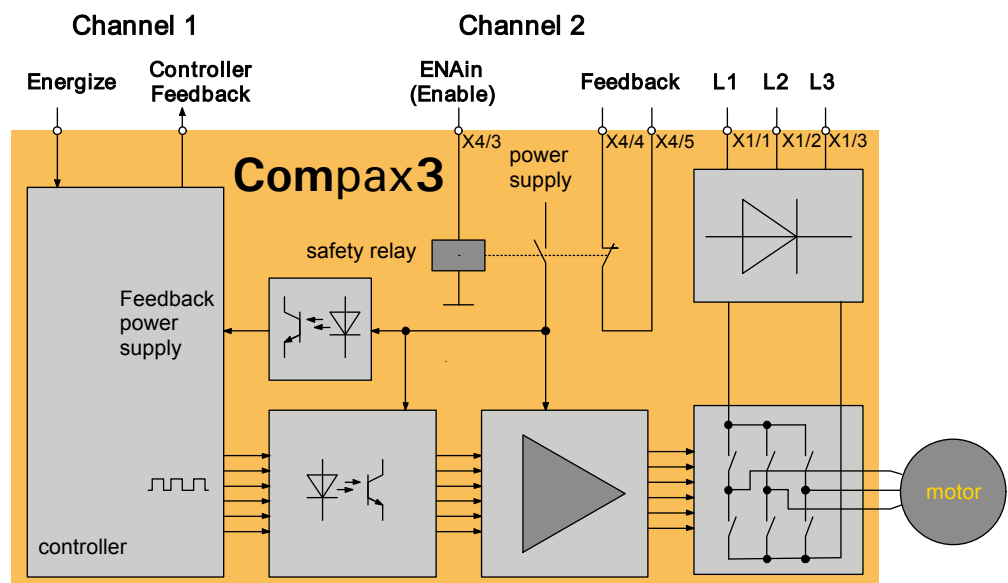 Channel 1
Channel 2
Energize
Controller
Feedback
ENAin
(Enable)
Feedback
L1
L2
L3
X4/3
X4/4
X4/5
X1/1
X1/2
X1/3
Compax3
power
supply
safety relay
Feedback
power
supply
controller
motor